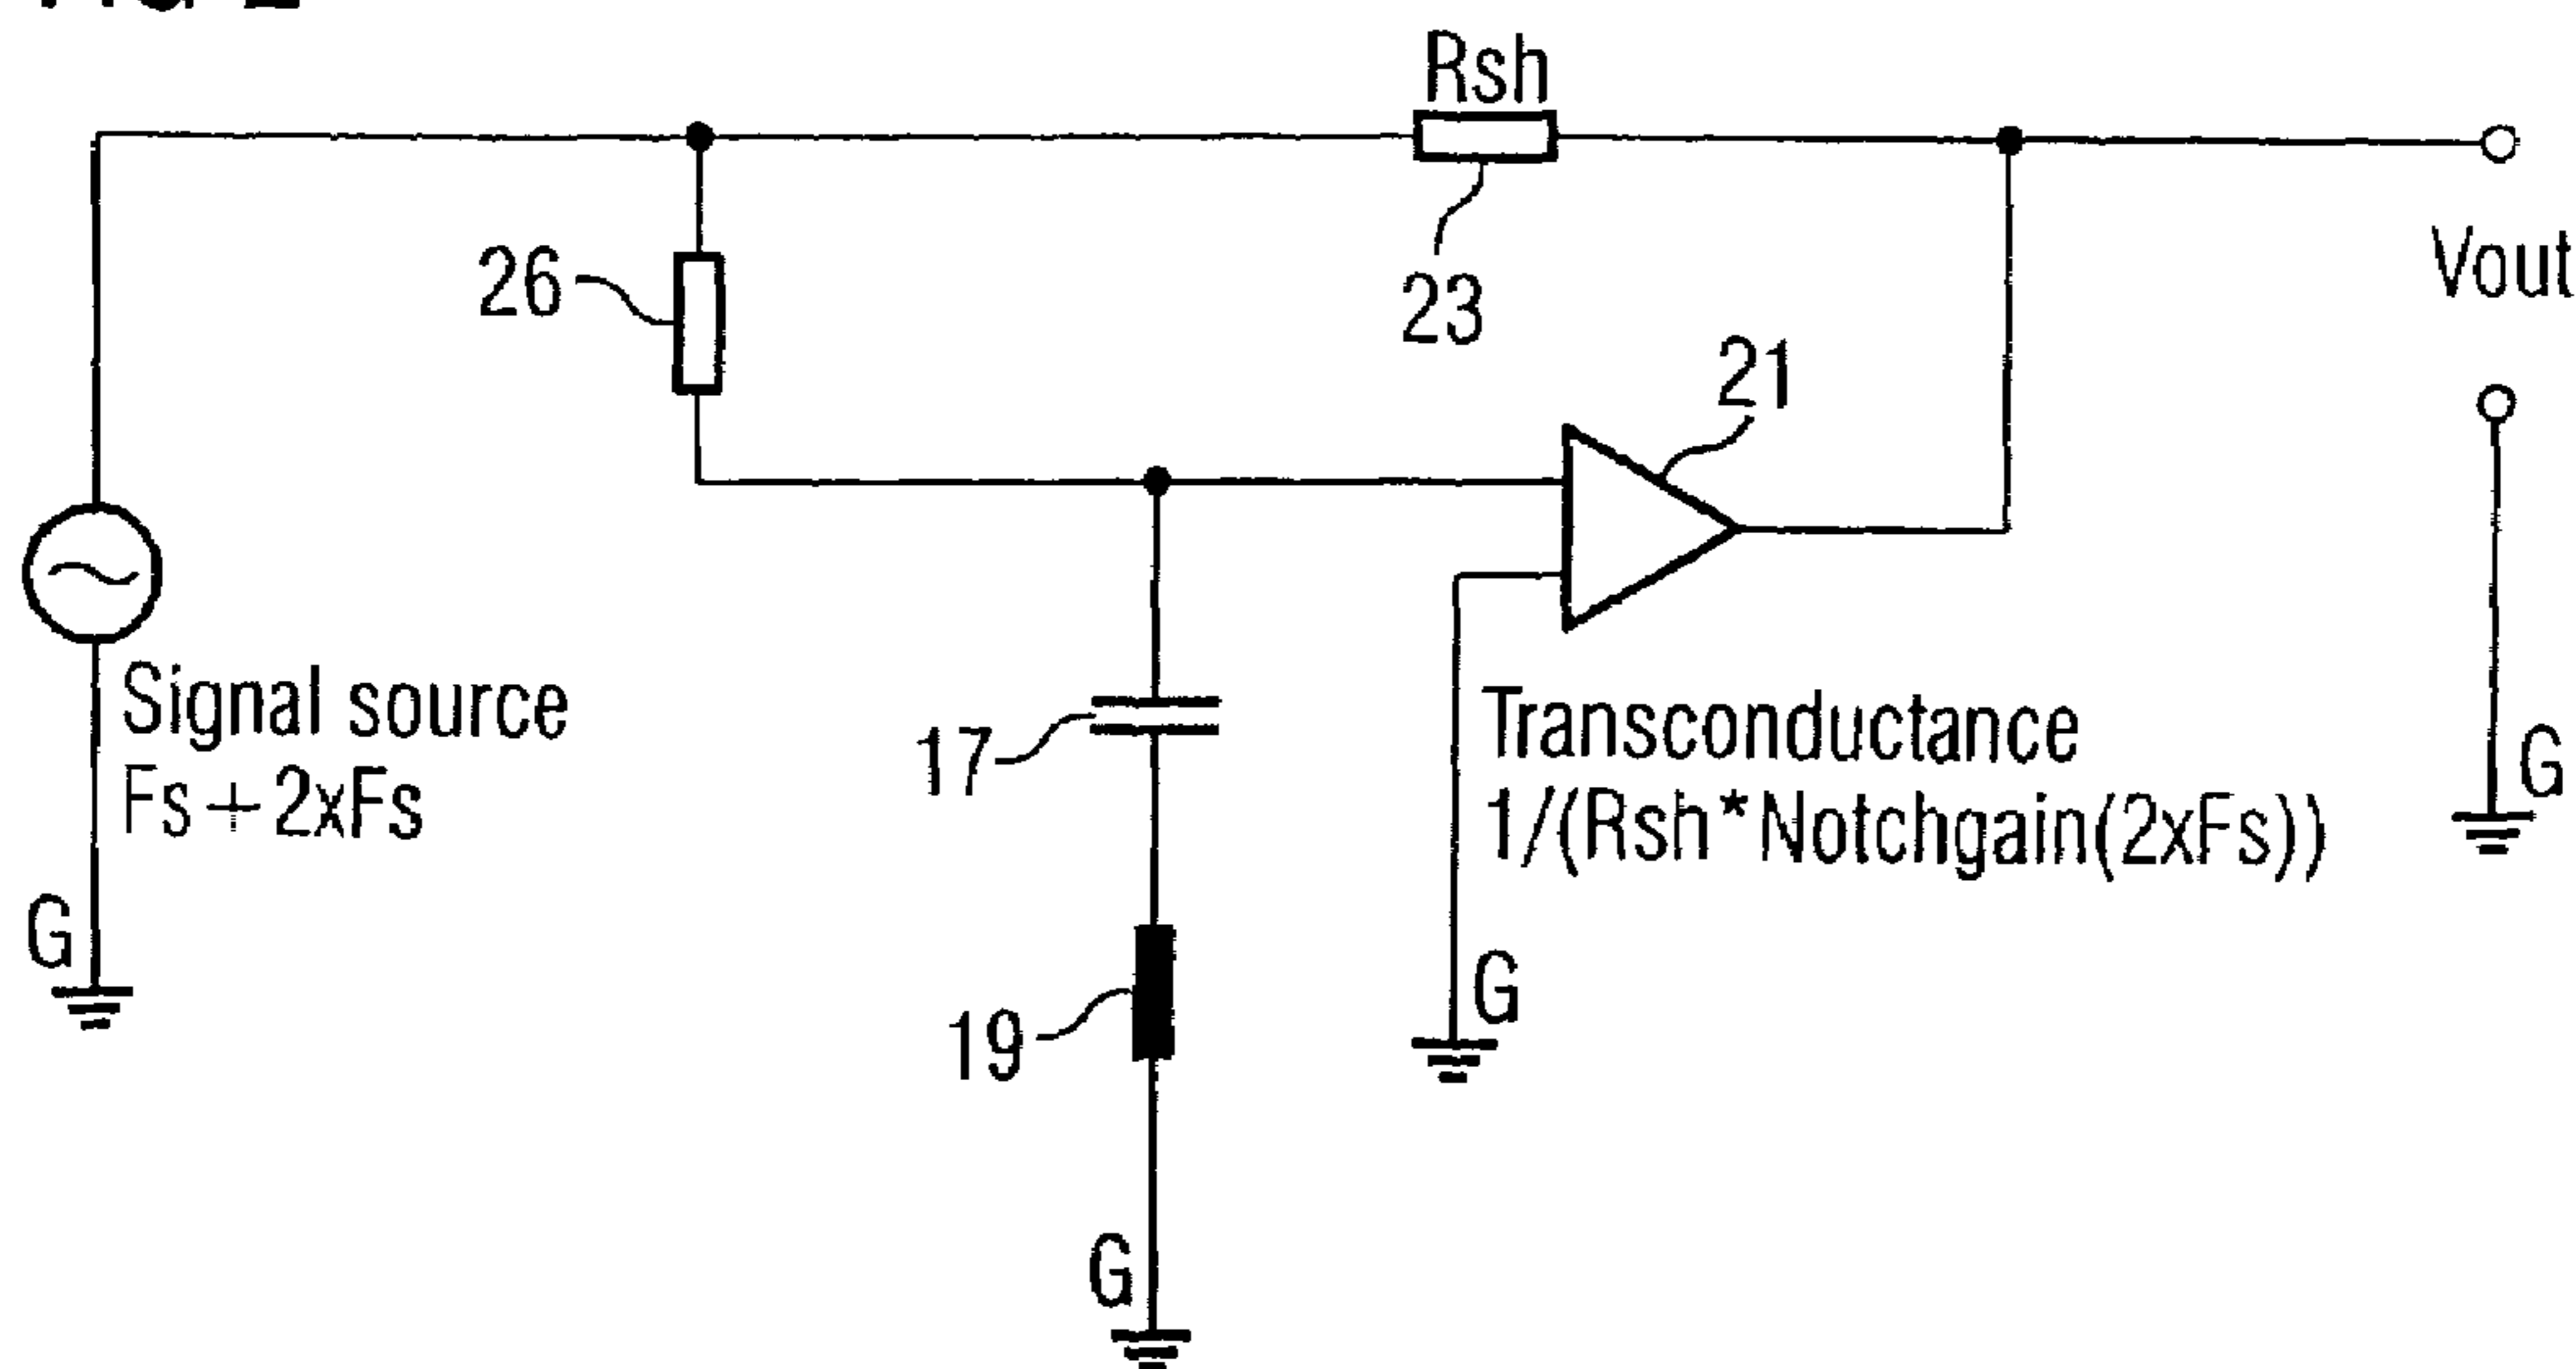 Rsh
26
23
Vout
21
Signal source
Fs+2xFs
17
Transconductance
1/(Rsh*Notchgain(2xFs))
G
G
G
19
G